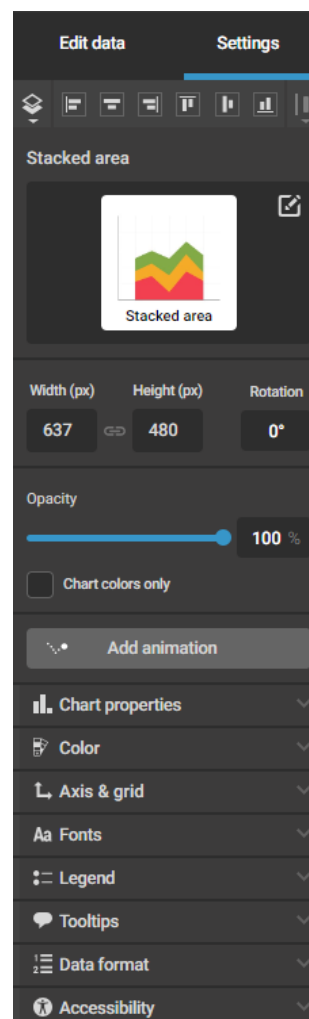 Edit data Settings
Stacked area
Stacked area
Width (px) Height (px) Rotation
637 480 0°
Opacity
100 %
Chart colors only
Add animation
Chart properties
Color
Axis & grid
Aa Fonts
Legend
Tooltips
Data format
Accessibility